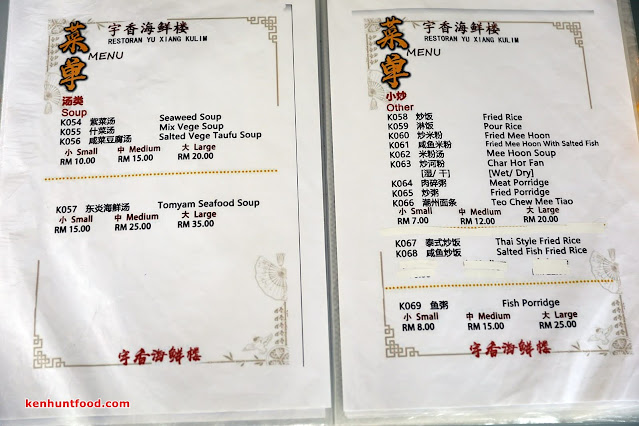 菜单
MENU
宇香海鲜楼
RESTORAN YU XIANG KULIM
汤类
Soup
K054 紫菜汤 Seaweed Soup
K055 什菜汤 Mix Vege Soup
K056 咸菜豆腐汤 Salted Vege Taufu Soup
小 Small 中 Medium 大 Large
RM 10.00 RM 15.00 RM 20.00
K057 东炎海鲜汤 Tomyam Seafood Soup
小 Small 中 Medium 大 Large
RM 15.00 RM 25.00 RM 35.00
宇香海鲜楼
kenhuntfood.com
菜单
MENU
宇香海鲜楼
RESTORAN YU XIANG KULIM
小炒
Other
K058 炒饭 Fried Rice
K059 淋饭 Pour Rice
K060 炒米粉 Fried Mee Hoon
K061 咸鱼米粉 Fried Mee Hoon With Salted Fish
K062 米粉汤 Mee Hoon Soup
K063 炒河粉 Char Hor Fan
[湿/ 干] [Wet/ Dry]
K064 肉碎粥 Meat Porridge
K065 炒粥 Fried Porridge
K066 潮州面条 Teo Chew Mee Tiao
小 Small 中 Medium 大 Large
RM 7.00 RM 12.00 RM 20.00
K067 泰式炒饭 Thai Style Fried Rice
K068 咸鱼炒饭 Salted Fish Fried Rice
K069 鱼粥 Fish Porridge
小 Small 中 Medium 大 Large
RM 8.00 RM 15.00 RM 25.00
宇香海鲜楼